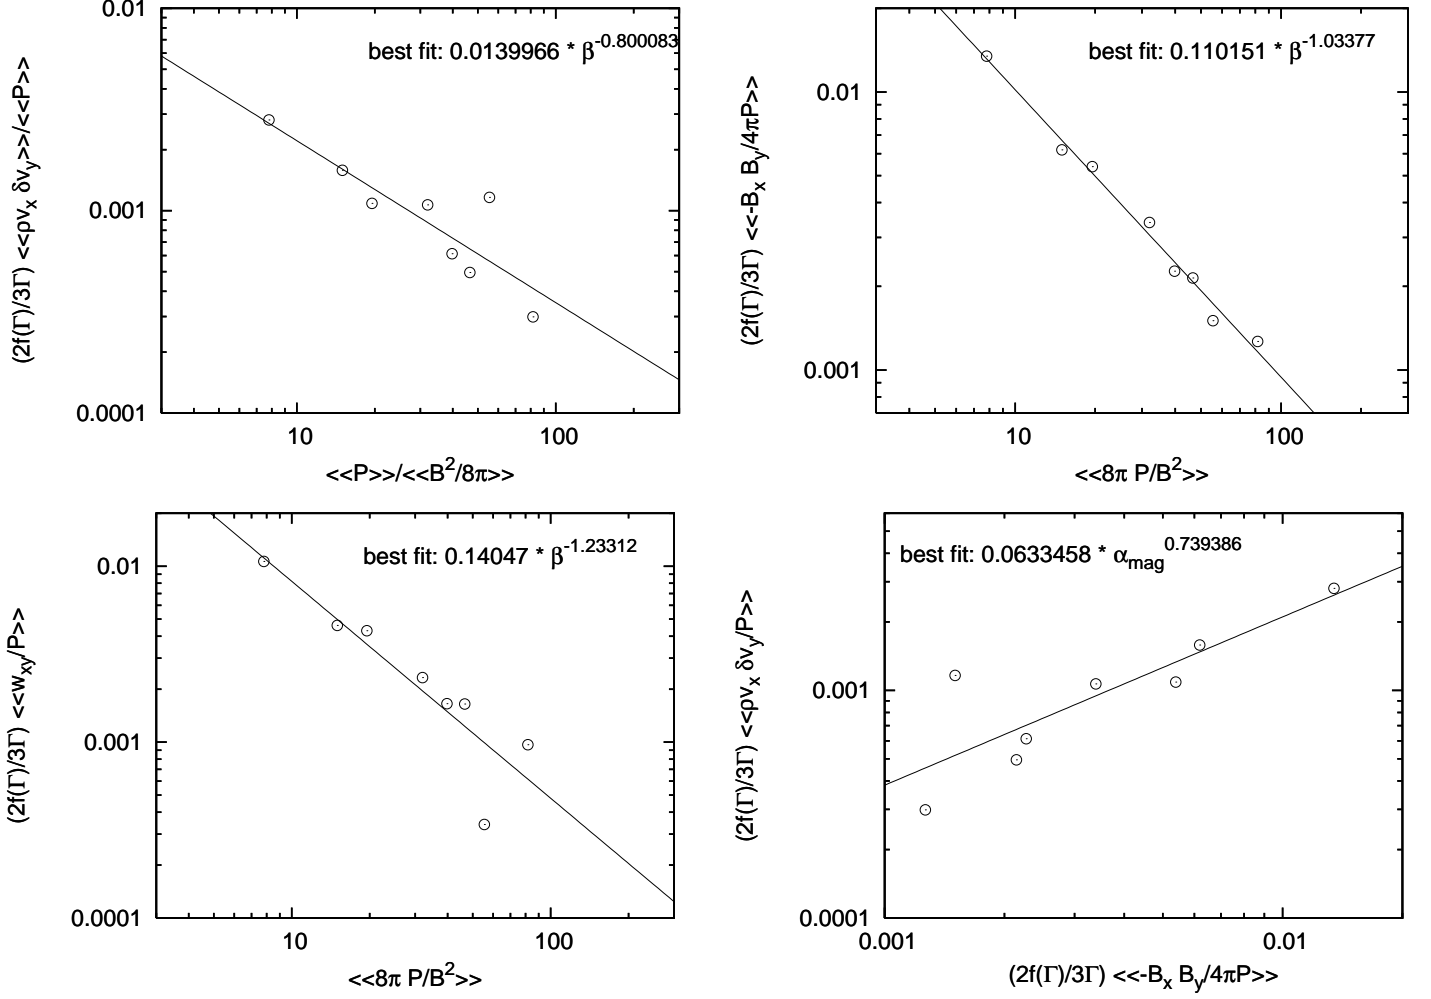 0.01
best fit: 0.0139966 * β^-0.800083
0.001
0.0001
10
100
(2f(Γ)/3Γ) <<ρv_x δv_y>>/<<P>>
<<P>>/<<B^2/8π>>
best fit: 0.110151 * β^-1.03377
0.01
0.001
10
100
(2f(Γ)/3Γ) <<-B_x B_y/4πP>>
<<8π P/B^2>>
best fit: 0.14047 * β^-1.23312
0.01
0.001
0.0001
10
100
(2f(Γ)/3Γ) <<w_xy/P>>
<<8π P/B^2>>
best fit: 0.0633458 * α_mag^0.739386
0.001
0.0001
0.001
0.01
(2f(Γ)/3Γ) <<ρv_x δv_y/P>>
(2f(Γ)/3Γ) <<-B_x B_y/4πP>>